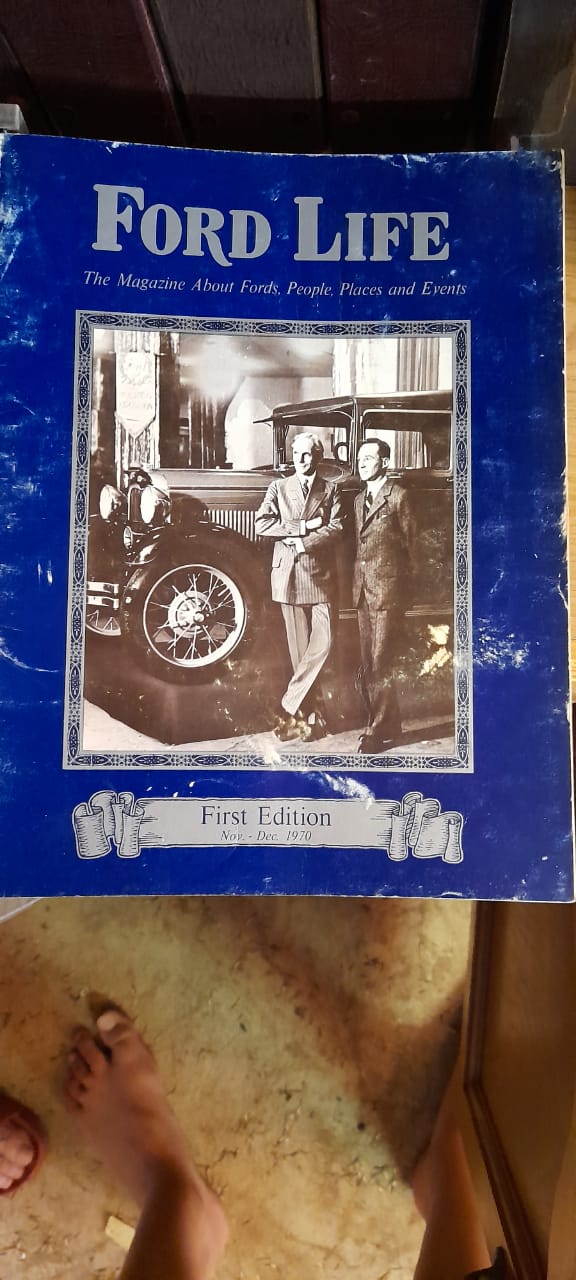 FORD LIFE
The Magazine About Fords, People, Places and Events
First Edition
Nov. - Dec. 1970